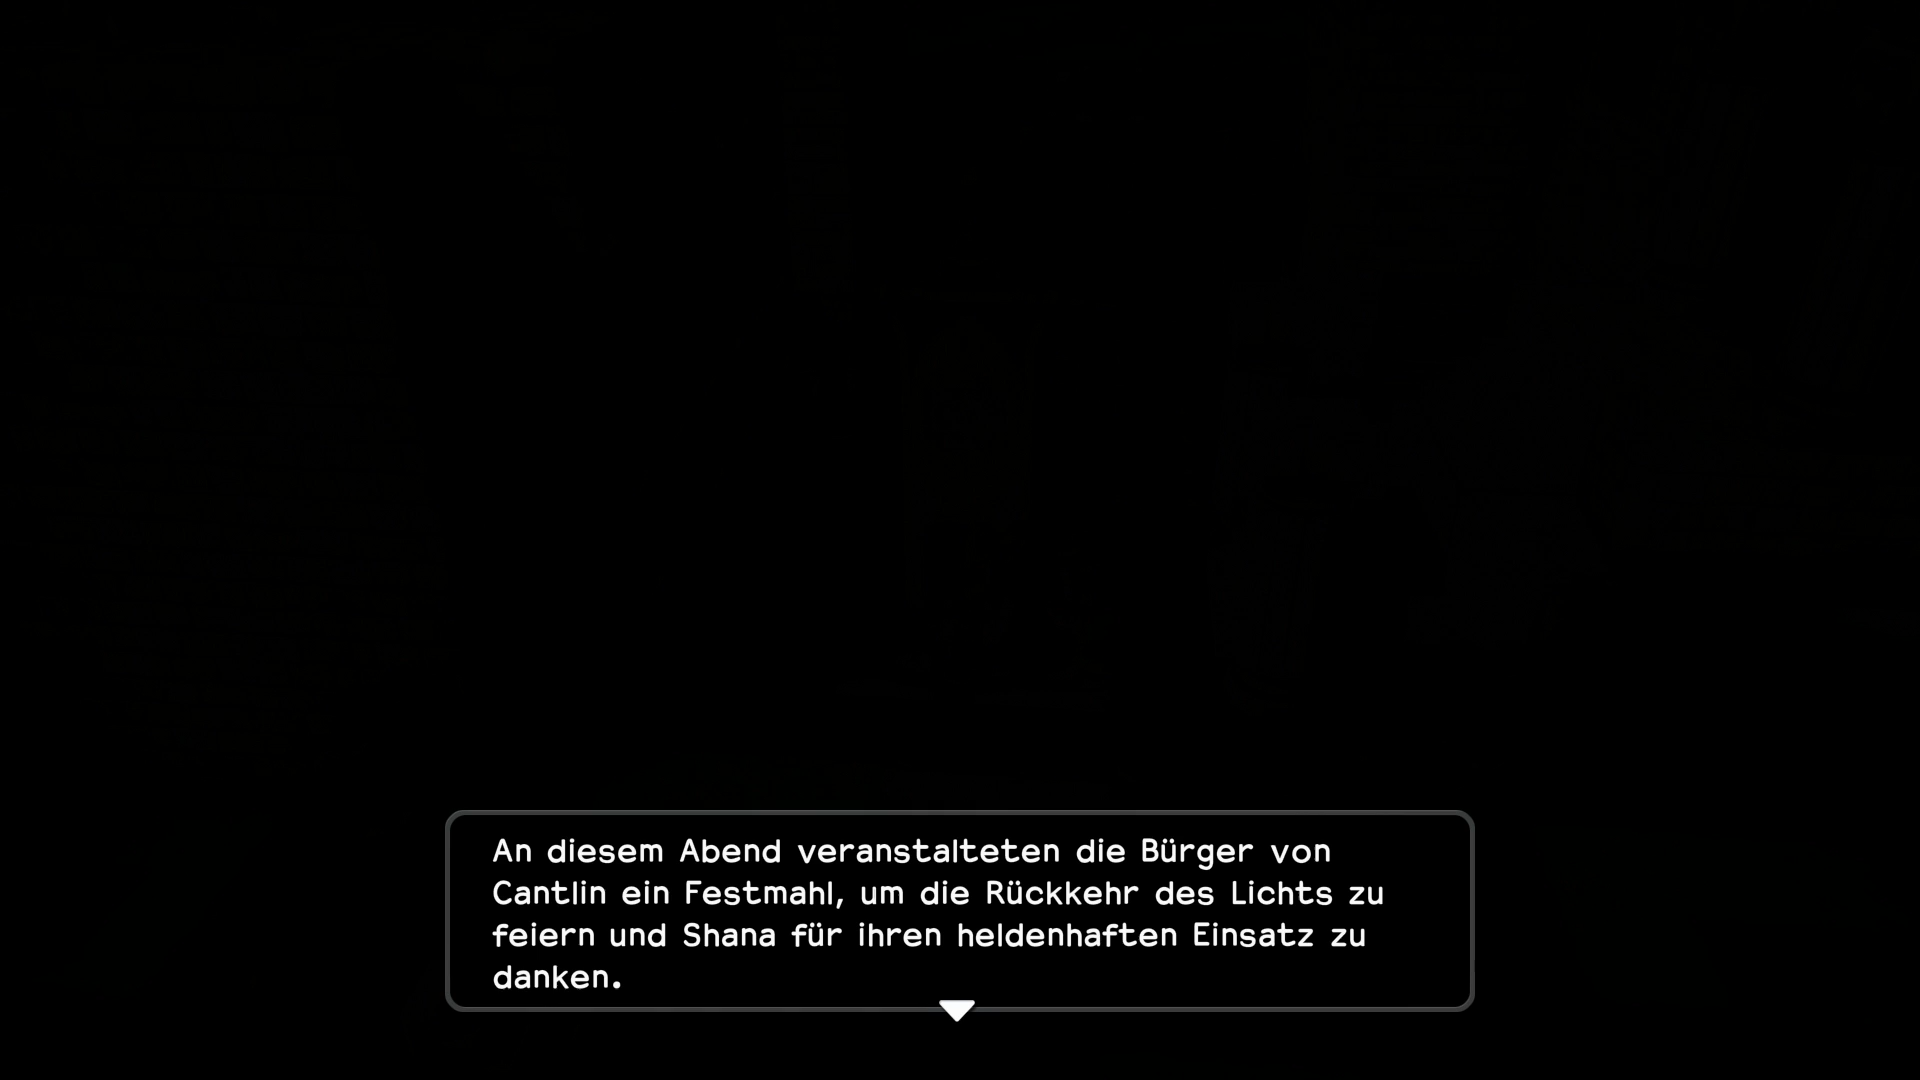 An diesem Abend veranstalteten die Bürger von
Cantlin ein Festmahl, um die Rückkehr des Lichts zu
feiern und Shana für ihren heldenhaften Einsatz zu
danken.